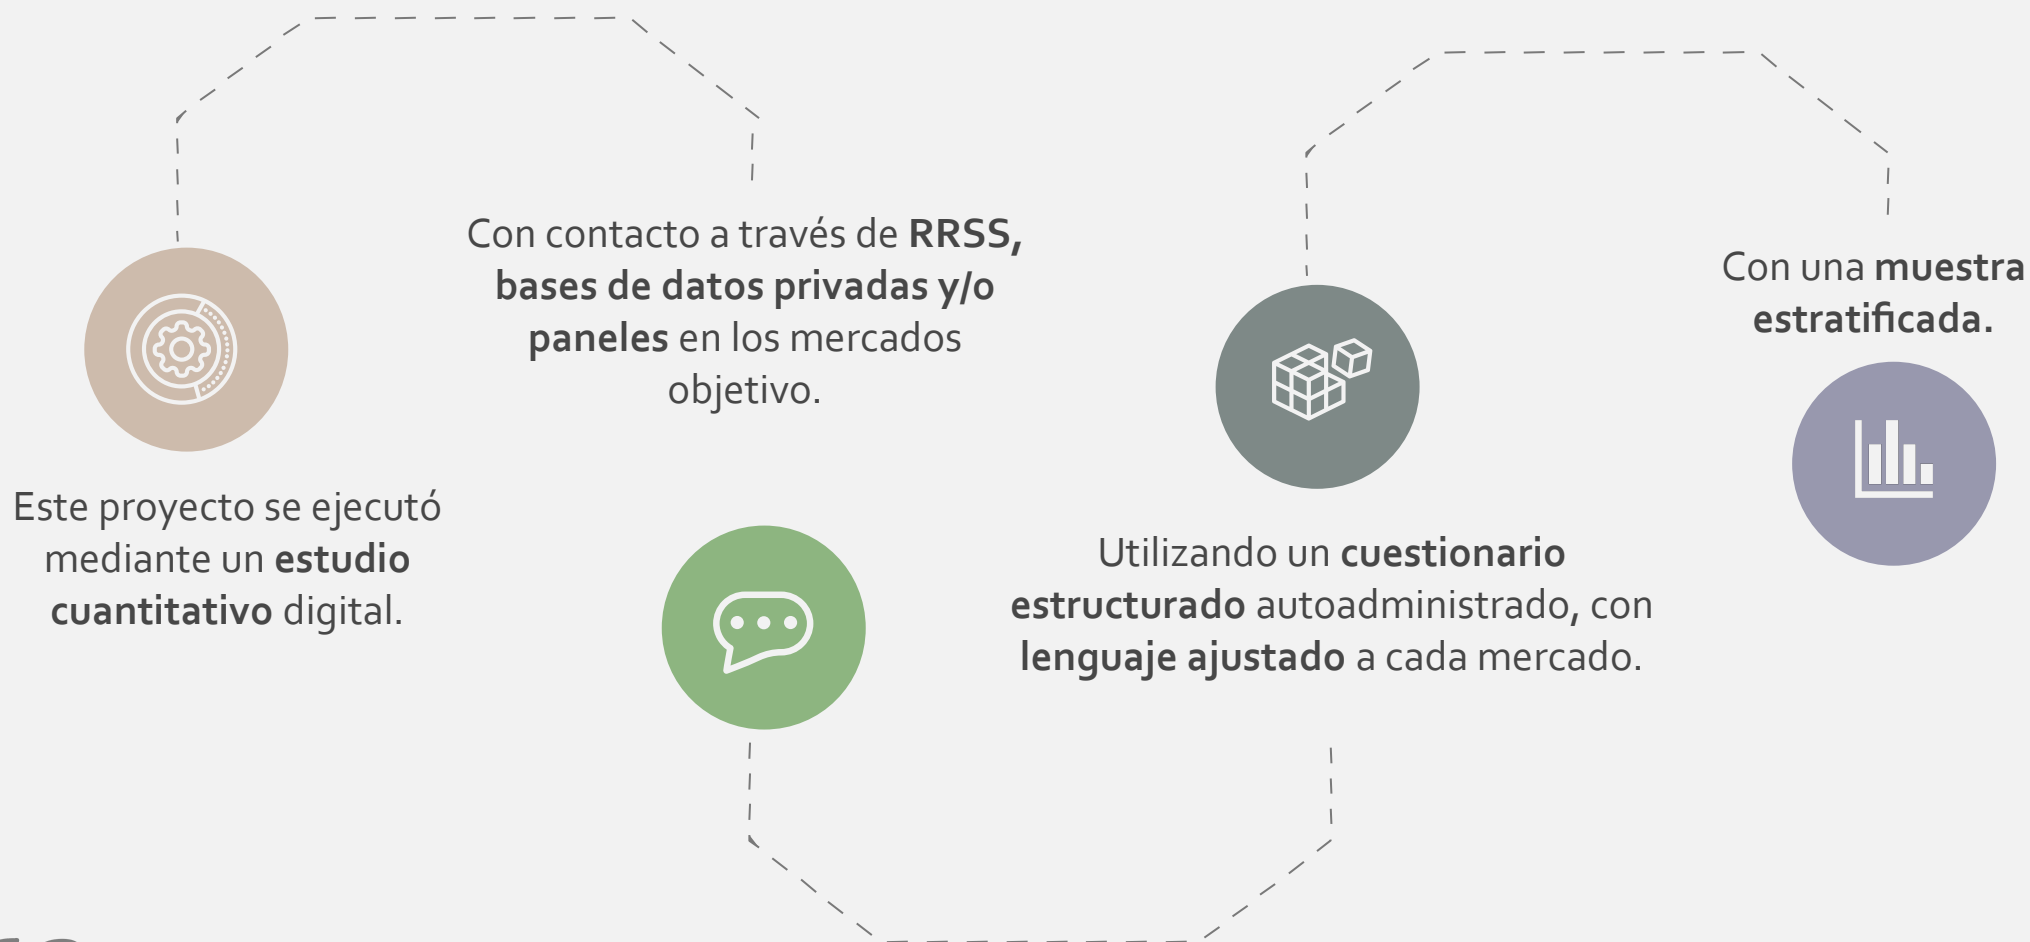 Este proyecto se ejecutó
mediante un estudio
cuantitativo digital.
Con contacto a través de RRSS,
bases de datos privadas y/o
paneles en los mercados
objetivo.
Utilizando un cuestionario
estructurado autoadministrado, con
lenguaje ajustado a cada mercado.
Con una muestra
estratificada.